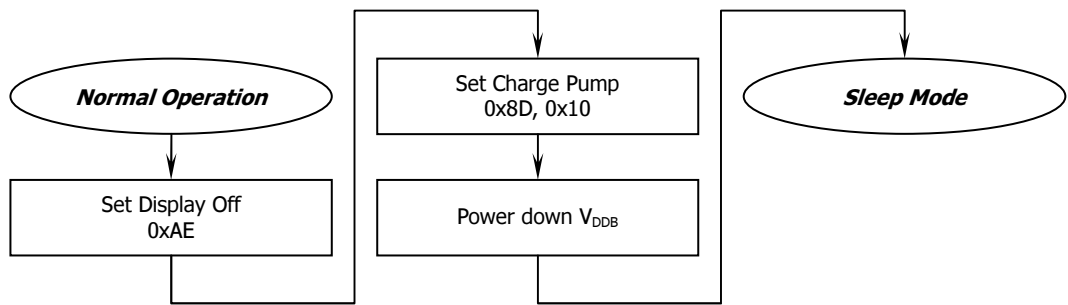 Normal Operation
Set Display Off
0xAE
Set Charge Pump
0x8D, 0x10
Power down VDDB
Sleep Mode